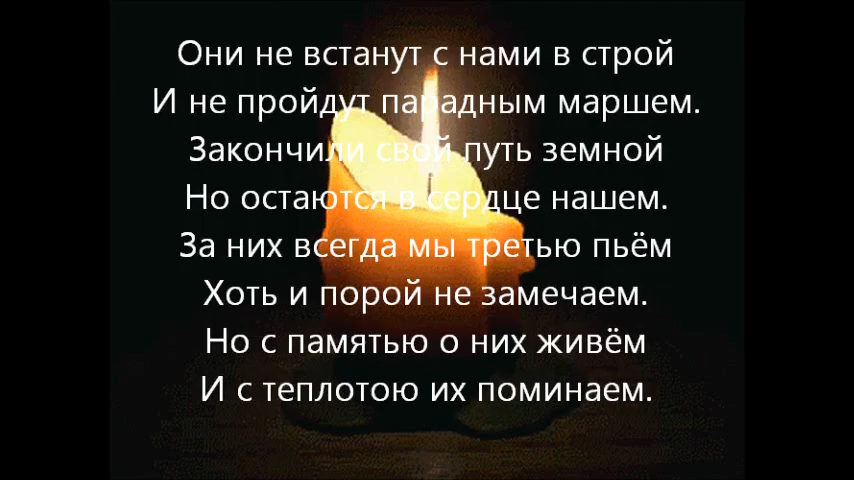 Они не встанут с нами в строй
И не пройдут парадным маршем.
Закончили свой путь земной
Но остаются в сердце нашем.
За них всегда мы третью пьём
Хоть и порой не замечаем.
Но с памятью о них живём
И с теплотою их поминаем.